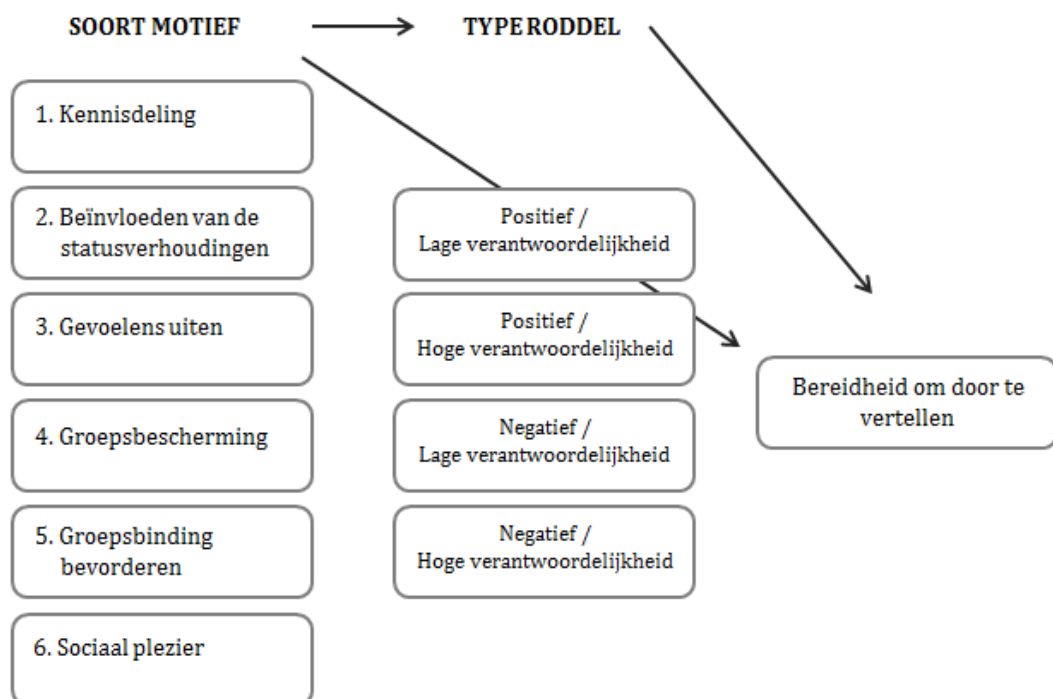 SOORT MOTIEF
TYPE RODDEL
1. Kennisdeling
2. Beïnvloeden van de
statusverhoudingen
3. Gevoelens uiten
4. Groepsbescherming
5. Groepsbinding
bevorderen
6. Sociaal plezier
Positief /
Lage verantwoordelijkheid
Positief /
Hoge verantwoordelijkheid
Negatief /
Lage verantwoordelijkheid
Negatief /
Hoge verantwoordelijkheid
Bereidheid om door te
vertellen